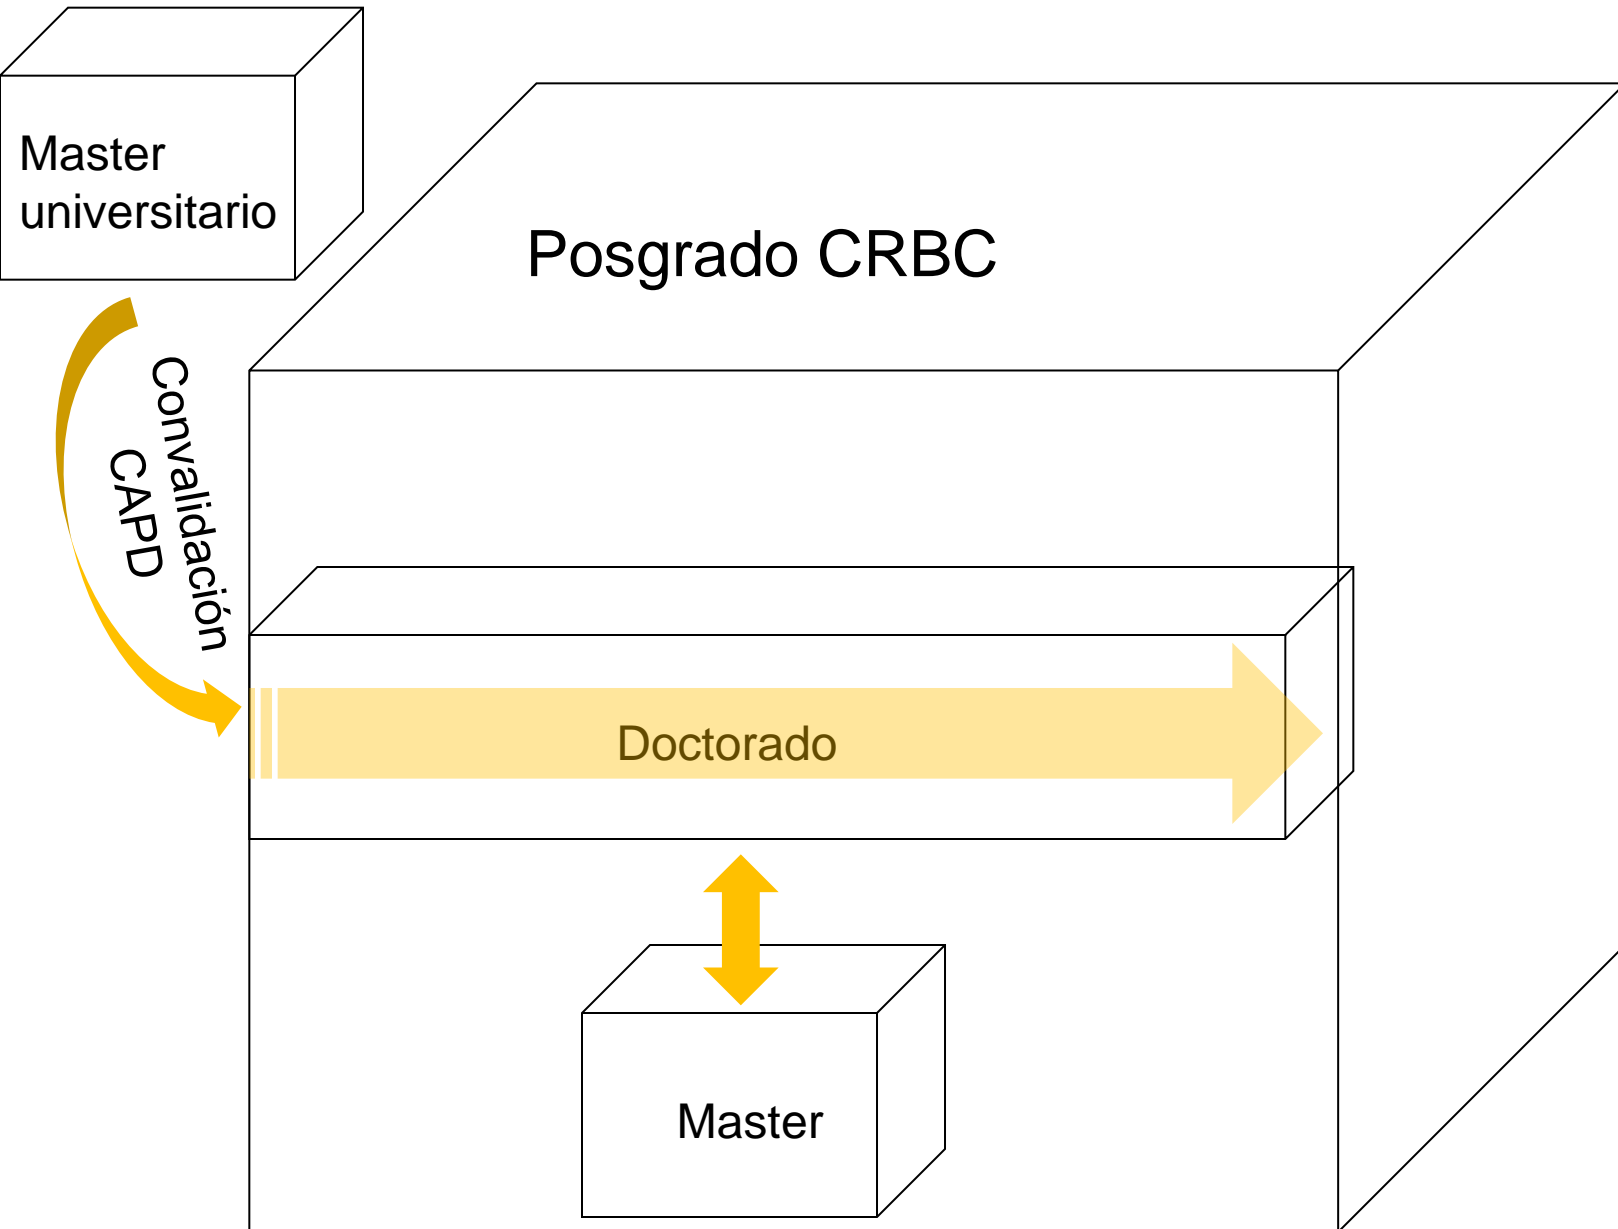 Master
universitario
Posgrado CRBC
Convalidación
CAPD
Doctorado
Master